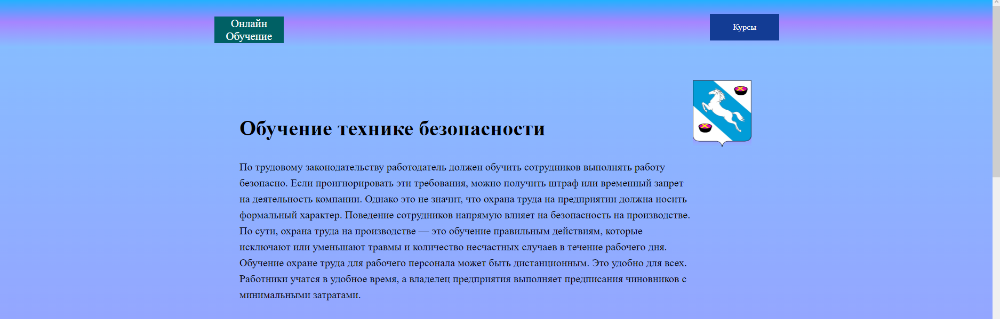 Онлайн
Обучение
Курсы
Обучение технике безопасности
По трудовому законодательству работодатель должен обучить сотрудников выполнять работу
безопасно. Если проигнорировать эти требования, можно получить штраф или временный запрет
на деятельность компании. Однако это не значит, что охрана труда на предприятии должна носить
формальный характер. Поведение сотрудников напрямую влияет на безопасность на производстве.
По сути, охрана труда на производстве — это обучение правильным действиям, которые
исключают или уменьшают травмы и количество несчастных случаев в течение рабочего дня.
Обучение охране труда для рабочего персонала может быть дистанционным. Это удобно для всех.
Работники учатся в удобное время, а владелец предприятия выполняет предписания чиновников с
минимальными затратами.